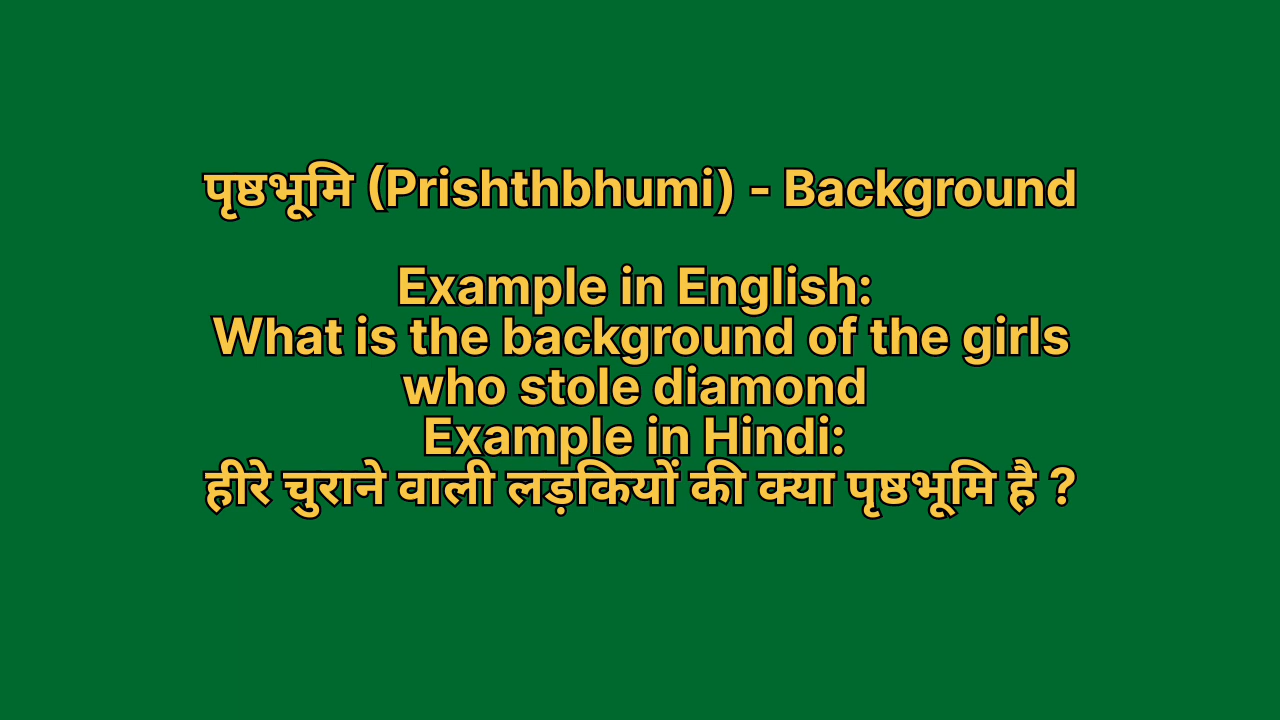 पृष्ठभूमि (Prishthbhumi) - Background
Example in English:
What is the background of the girls
who stole diamond
Example in Hindi:
हीरे चुराने वाली लड़कियों की क्या पृष्ठभूमि है ?